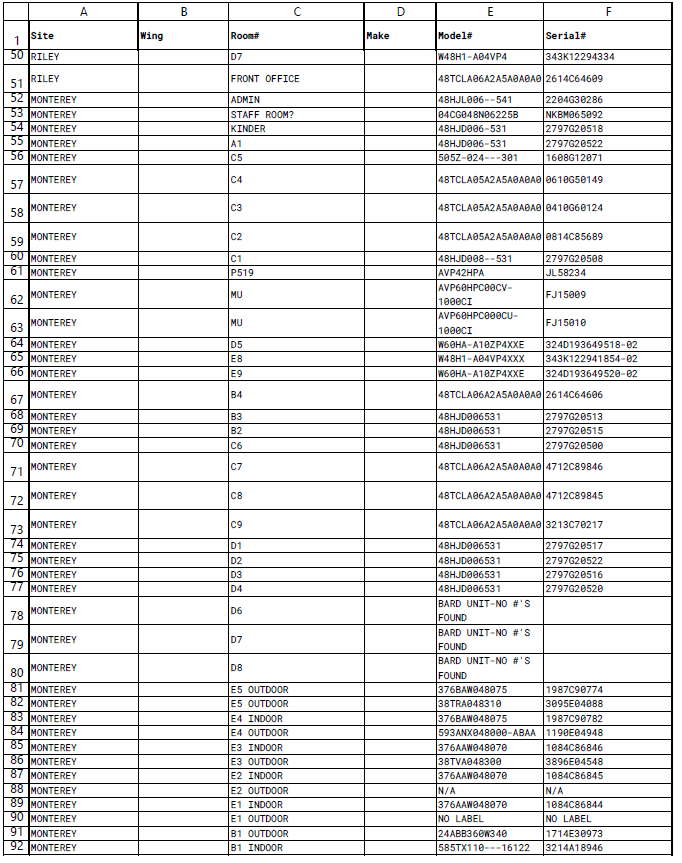 A B C D E F
1 Site Wing Room# Make Model# Serial#
50 RILEY D7 W48H1-A04VP4 343K12294334
51 RILEY FRONT OFFICE 48TCLA06A2A5A0A0A0 2614C64609
52 MONTEREY ADMIN 48HJL006--541 2204G30286
53 MONTEREY STAFF ROOM? 04CG048N06225B NKBM065092
54 MONTEREY KINDER 48HJD006-531 2797G20518
55 MONTEREY A1 48HJD006-531 2797G20522
56 MONTEREY C5 505Z-024---301 1608G12071
57 MONTEREY C4 48TCLA05A2A5A0A0A0 0610G50149
58 MONTEREY C3 48TCLA05A2A5A0A0A0 0410G60124
59 MONTEREY C2 48TCLA05A2A5A0A0A0 0814C85689
60 MONTEREY C1 48HJD008--531 2797G20508
61 MONTEREY P519 AVP42HPA JL58234
62 MONTEREY MU AVP60HPC00CV-
1000CI FJ15009
63 MONTEREY MU AVP60HPC000CU-
1000CI FJ15010
64 MONTEREY D5 W60HA-A10ZP4XXE 324D193649518-02
65 MONTEREY E8 W48H1-A04VP4XXX 343K122941854-02
66 MONTEREY E9 W60HA-A10ZP4XXE 324D193649520-02
67 MONTEREY B4 48TCLA06A2A5A0A0A0 2614C64606
68 MONTEREY B3 48HJD006531 2797G20513
69 MONTEREY B2 48HJD006531 2797G20515
70 MONTEREY C6 48HJD006531 2797G20500
71 MONTEREY C7 48TCLA06A2A5A0A0A0 4712C89846
72 MONTEREY C8 48TCLA06A2A5A0A0A0 4712C89845
73 MONTEREY C9 48TCLA06A2A5A0A0A0 3213C70217
74 MONTEREY D1 48HJD006531 2797G20517
75 MONTEREY D2 48HJD006531 2797G20522
76 MONTEREY D3 48HJD006531 2797G20516
77 MONTEREY D4 48HJD006531 2797G20520
78 MONTEREY D6 BARD UNIT-NO #'S
FOUND
79 MONTEREY D7 BARD UNIT-NO #'S
FOUND
80 MONTEREY D8 BARD UNIT-NO #'S
FOUND
81 MONTEREY E5 OUTDOOR 376BAW048075 1987C90774
82 MONTEREY E5 OUTDOOR 38TRA048310 3095E04088
83 MONTEREY E4 INDOOR 376BAW048075 1987C90782
84 MONTEREY E4 OUTDOOR 593ANX048000-ABAA 1190E04948
85 MONTEREY E3 INDOOR 376AAW048070 1084C86846
86 MONTEREY E3 OUTDOOR 38TVA048300 3896E04548
87 MONTEREY E2 INDOOR 376AAW048070 1084C86845
88 MONTEREY E2 OUTDOOR N/A N/A
89 MONTEREY E1 INDOOR 376AAW048070 1084C86844
90 MONTEREY E1 OUTDOOR NO LABEL NO LABEL
91 MONTEREY B1 OUTDOOR 24ABB360W340 1714E30973
92 MONTEREY B1 INDOOR 585TX110---16122 3214A18946